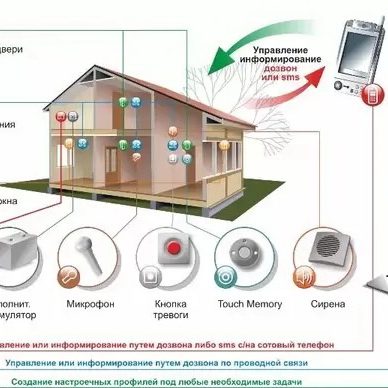 двери
Управление
информирование
дозвон
или sms
ния
окна
полнит.
мулятор
Микрофон
Кнопка
тревоги
Touch Memory
Сирена
вление или информирование путем дозвона либо sms с/на сотовый телефон
Управление или информирование путем дозвона по проводной связи
Создание настроечных профилей под любые необходимые задачи